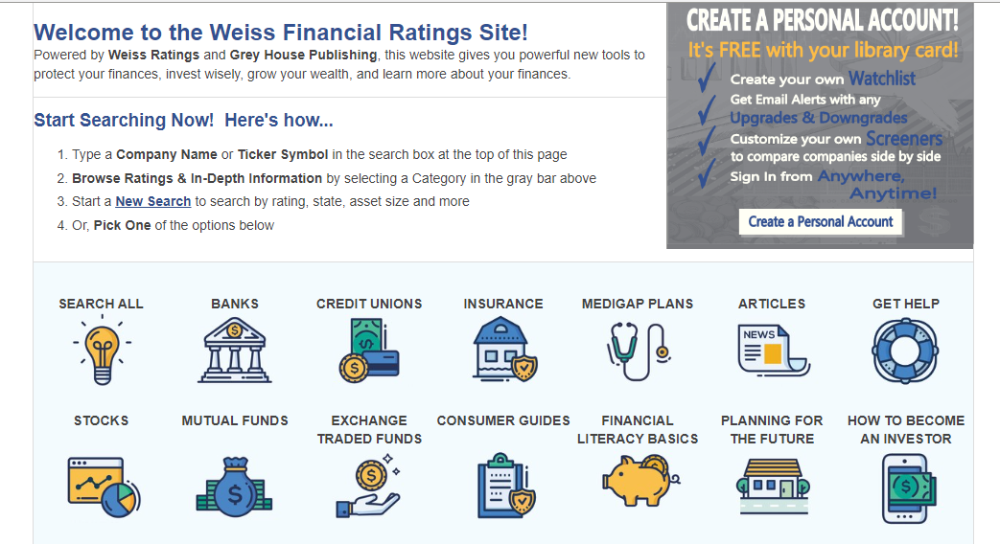 Welcome to the Weiss Financial Ratings Site!
Powered by Weiss Ratings and Grey House Publishing, this website gives you powerful new tools to
protect your finances, invest wisely, grow your wealth, and learn more about your finances.
Start Searching Now! Here's how...
1. Type a Company Name or Ticker Symbol in the search box at the top of this page
2. Browse Ratings & In-Depth Information by selecting a Category in the gray bar above
3. Start a New Search to search by rating, state, asset size and more
4. Or, Pick One of the options below
CREATE A PERSONAL ACCOUNT!
It's FREE with your library card!
Create your own Watchlist
Get Email Alerts with any
Upgrades & Downgrades
Customize your own Screeners
to compare companies side by side
Sign In from Anywhere,
Anytime!
Create a Personal Account
SEARCH ALL
BANKS
CREDIT UNIONS
INSURANCE
MEDIGAP PLANS
ARTICLES
NEWS
GET HELP
STOCKS
MUTUAL FUNDS
EXCHANGE
TRADED FUNDS
CONSUMER GUIDES
FINANCIAL
LITERACY BASICS
PLANNING FOR
THE FUTURE
HOW TO BECOME
AN INVESTOR